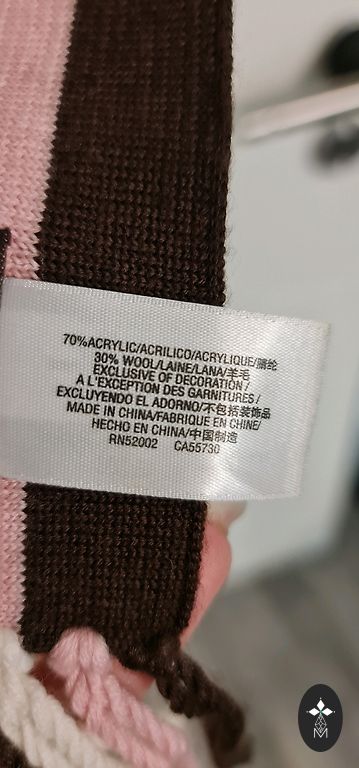 70%ACRYLIC/ACRILICO/ACRYLIQUE/腈纶
30% WOOL/LAINE/LANA/羊毛
EXCLUSIVE OF DECORATION/
A L'EXCEPTION DES GARNITURES/
EXCLUYENDO EL ADORNO/不包括装饰品
MADE IN CHINA/FABRIQUE EN CHINE/
HECHO EN CHINA/中国制造
RN52002 CA55730
M